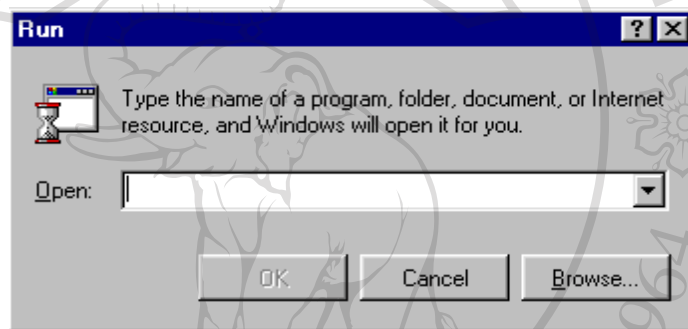 Run
Type the name of a program, folder, document, or Internet
resource, and Windows will open it for you.
Open:
OK Cancel Browse...